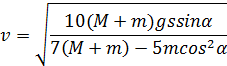 v = √(10(M + m)gssinα / 7(M + m) − 5mcos²α)